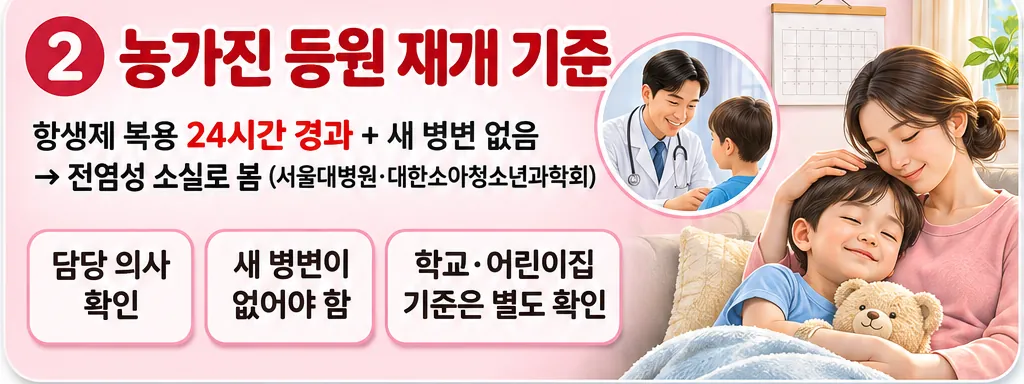 2 농가진 등원 재개 기준
항생제 복용 24시간 경과 + 새 병변 없음
→ 전염성 소실로 봄 (서울대병원·대한소아청소년과학회)
담당 의사
확인
새 병변이
없어야 함
학교·어린이집
기준은 별도 확인